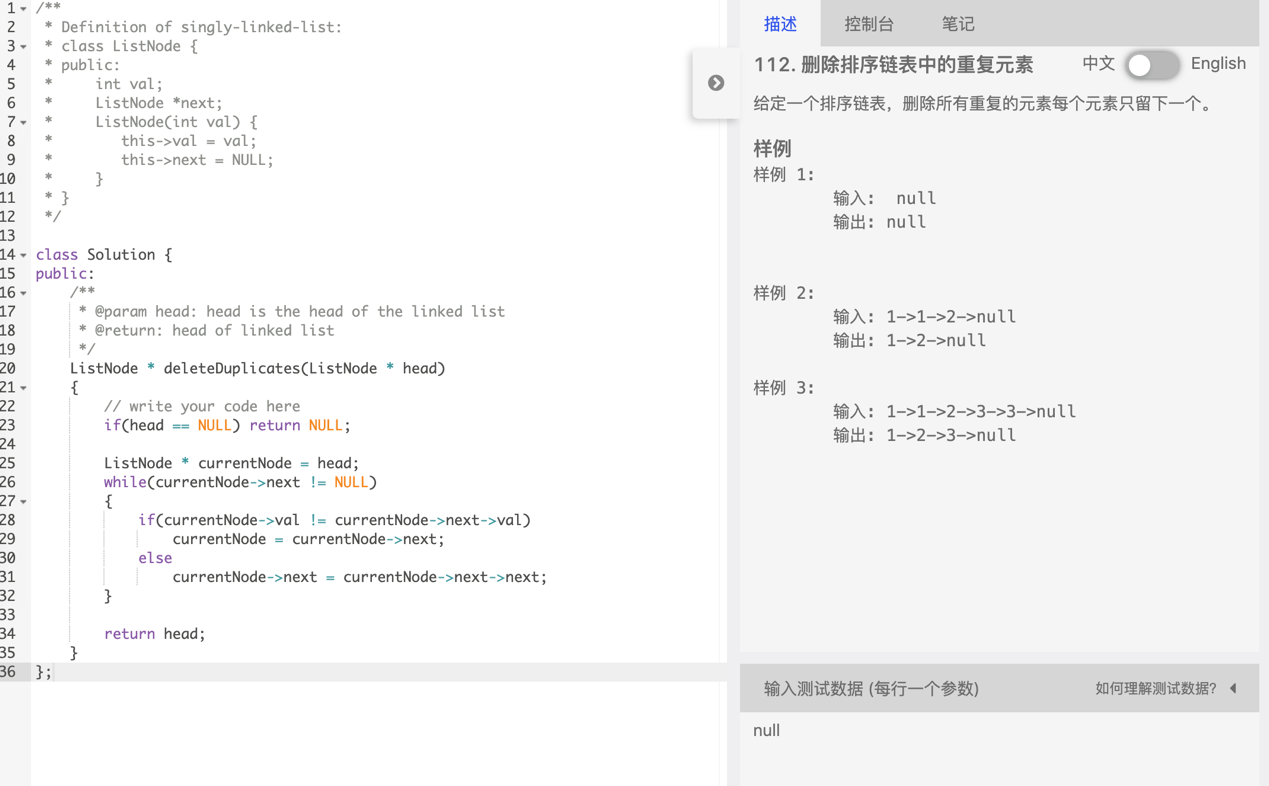 1 /**
2  * Definition of singly-linked-list:
3  * class ListNode {
4  * public:
5  *     int val;
6  *     ListNode *next;
7  *     ListNode(int val) {
8  *        this->val = val;
9  *        this->next = NULL;
10  *     }
11  * }
12  */
13
14 class Solution {
15 public:
16     /**
17      * @param head: head is the head of the linked list
18      * @return: head of linked list
19      */
20     ListNode * deleteDuplicates(ListNode * head)
21     {
22         // write your code here
23         if(head == NULL) return NULL;
24
25         ListNode * currentNode = head;
26         while(currentNode->next != NULL)
27         {
28             if(currentNode->val != currentNode->next->val)
29                 currentNode = currentNode->next;
30             else
31                 currentNode->next = currentNode->next->next;
32         }
33
34         return head;
35     }
36 };
描述 控制台 笔记
112. 删除排序链表中的重复元素 中文 English
给定一个排序链表，删除所有重复的元素每个元素只留下一个。
样例
样例 1:
输入:  null
输出: null
样例 2:
输入: 1->1->2->null
输出: 1->2->null
样例 3:
输入: 1->1->2->3->3->null
输出: 1->2->3->null
输入测试数据 (每行一个参数) 如何理解测试数据?
null